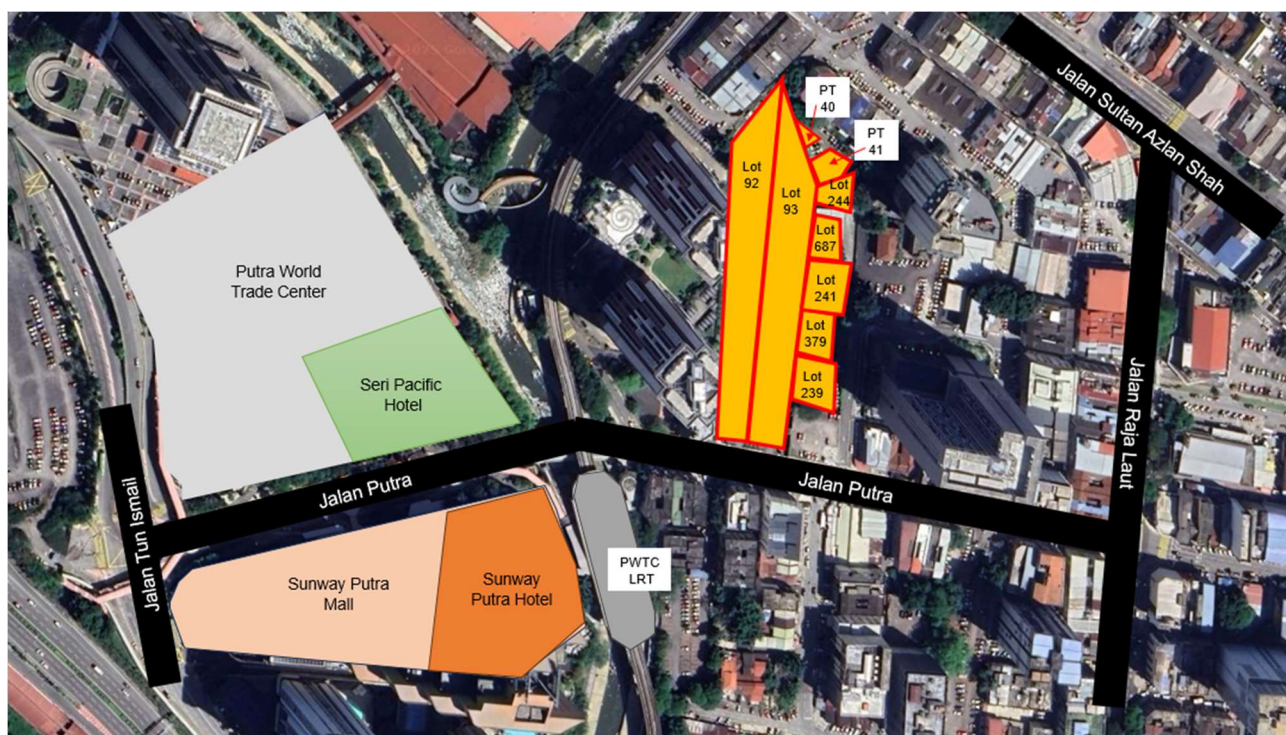 PT
40
PT
41
Lot
92
Lot
93
Lot
244
Lot
687
Lot
241
Lot
379
Lot
239
Jalan Sultan Azlan Shah
Putra World
Trade Center
Seri Pacific
Hotel
Jalan Raja Laut
Jalan Putra
Jalan Putra
Jalan Tun Ismail
Sunway Putra
Mall
Sunway
Putra Hotel
PWTC
LRT